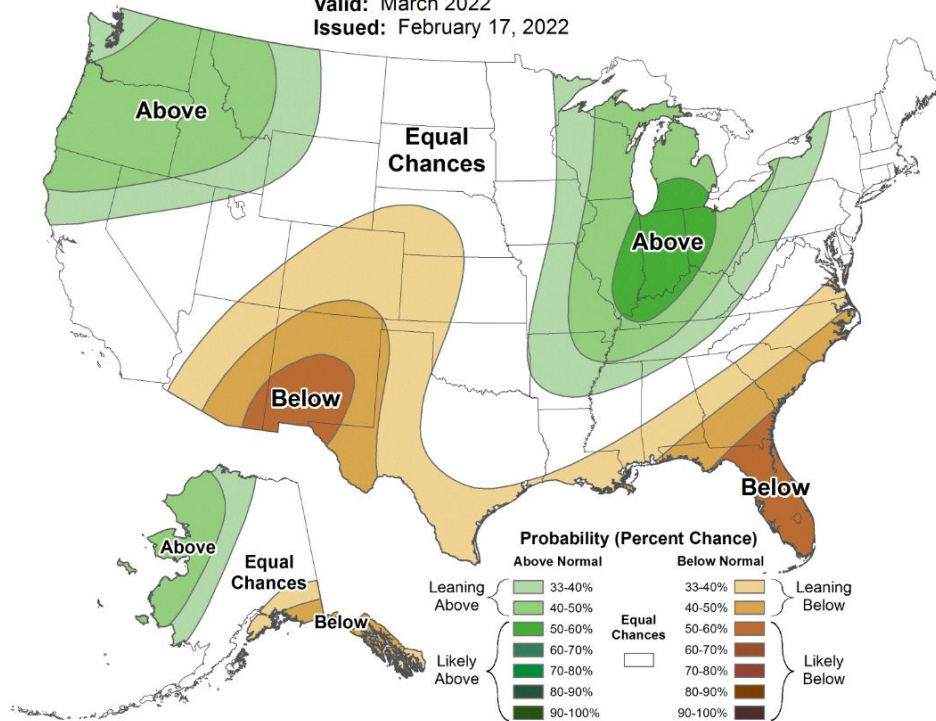 Valid: March 2022
Issued: February 17, 2022
Above
Equal
Chances
Above
Below
Below
Above
Equal
Chances
Below
Probability (Percent Chance)
Above Normal
Below Normal
Leaning
Above
33-40%
40-50%
50-60%
60-70%
70-80%
80-90%
90-100%
Likely
Above
Equal
Chances
33-40%
40-50%
50-60%
60-70%
70-80%
80-90%
90-100%
Leaning
Below
Likely
Below